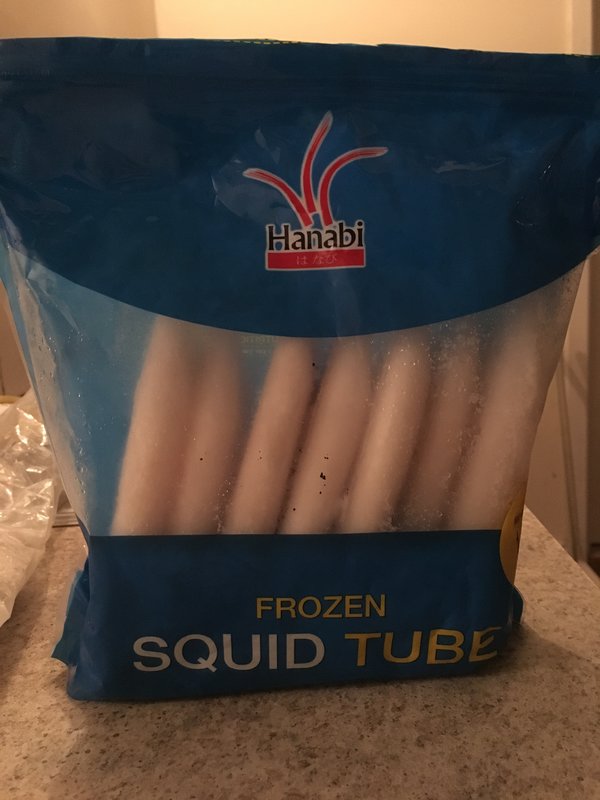 Hanabi
はなび
FROZEN
SQUID TUBE